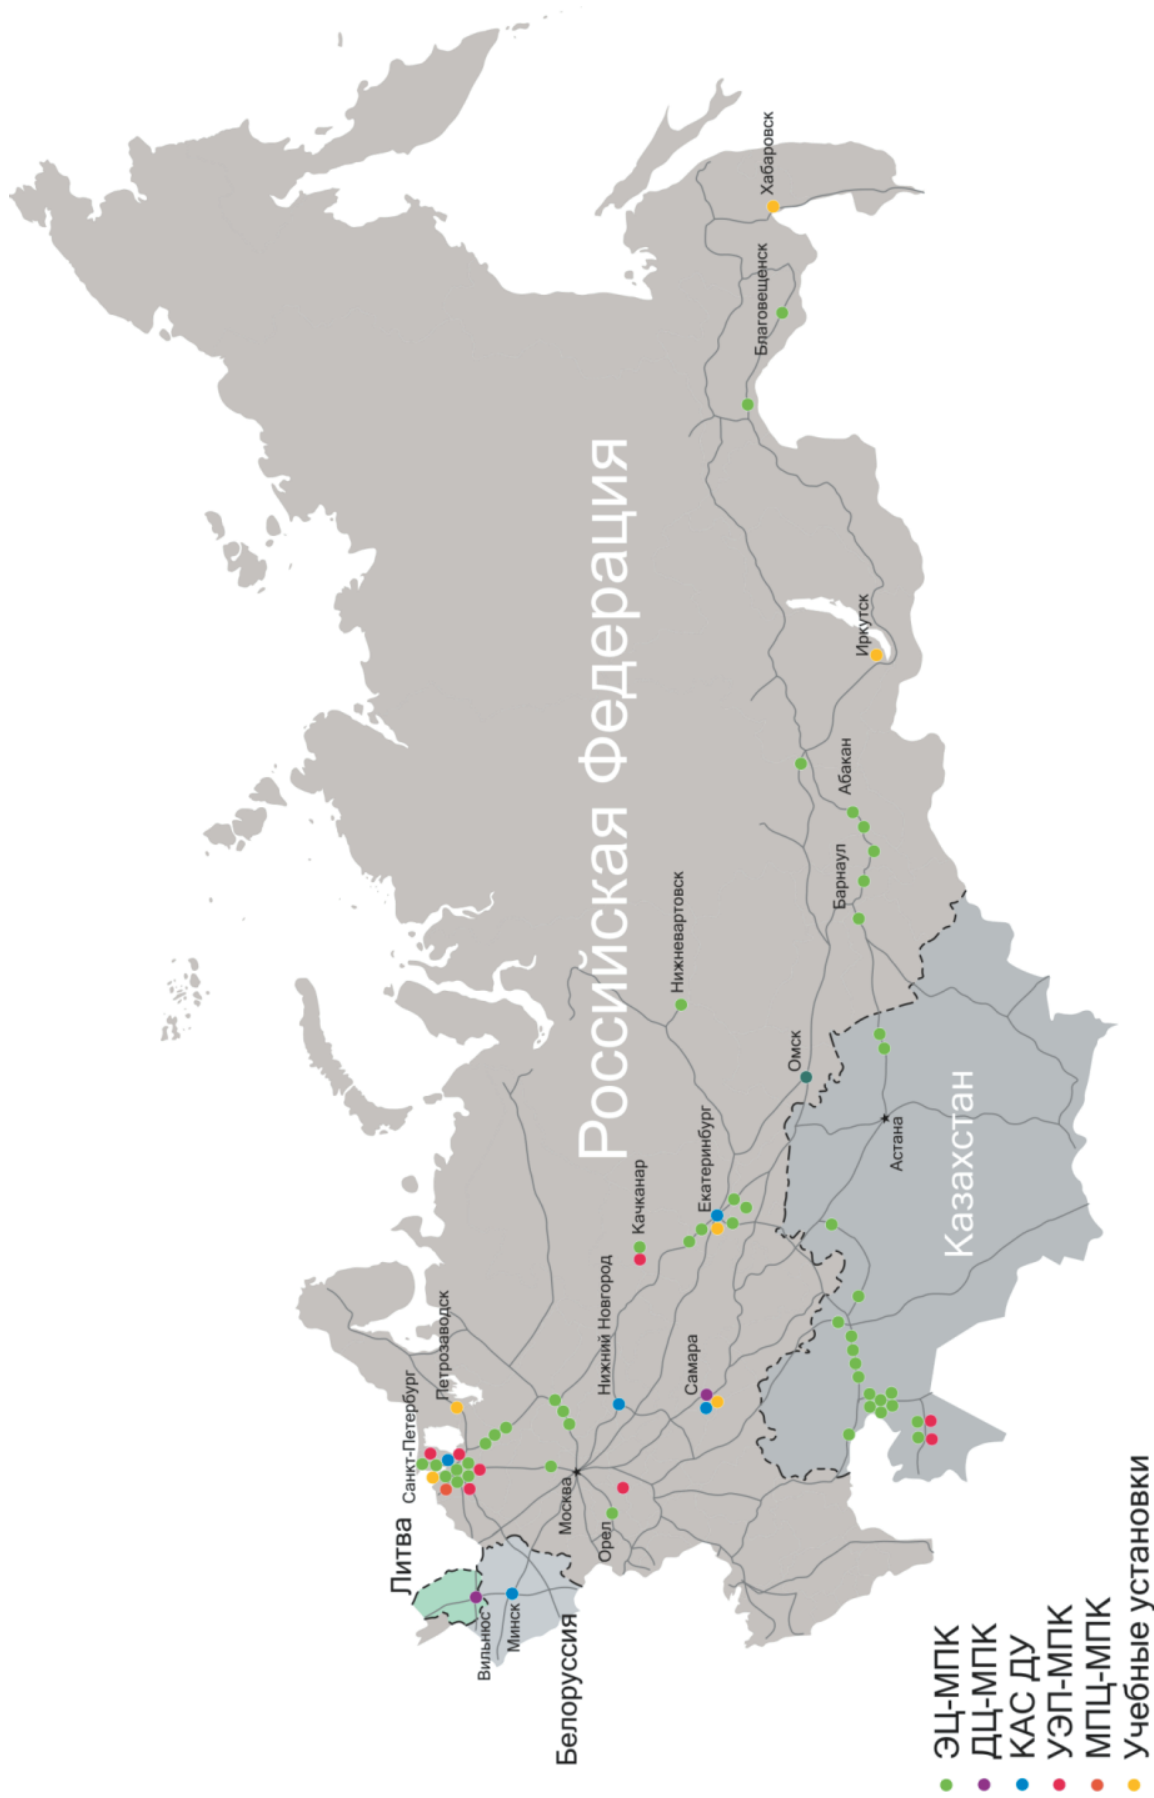 Российская Федерация
Казахстан
Литва
Белоруссия
Санкт-Петербург
Петрозаводск
Вильнюс
Минск
Москва
Орел
Нижний Новгород
Самара
Качканар
Екатеринбург
Нижневартовск
Омск
Астана
Барнаул
Абакан
Иркутск
Благовещенск
Хабаровск
ЭЦ-МПК
ДЦ-МПК
КАС ДУ
УЭП-МПК
МПЦ-МПК
Учебные установки